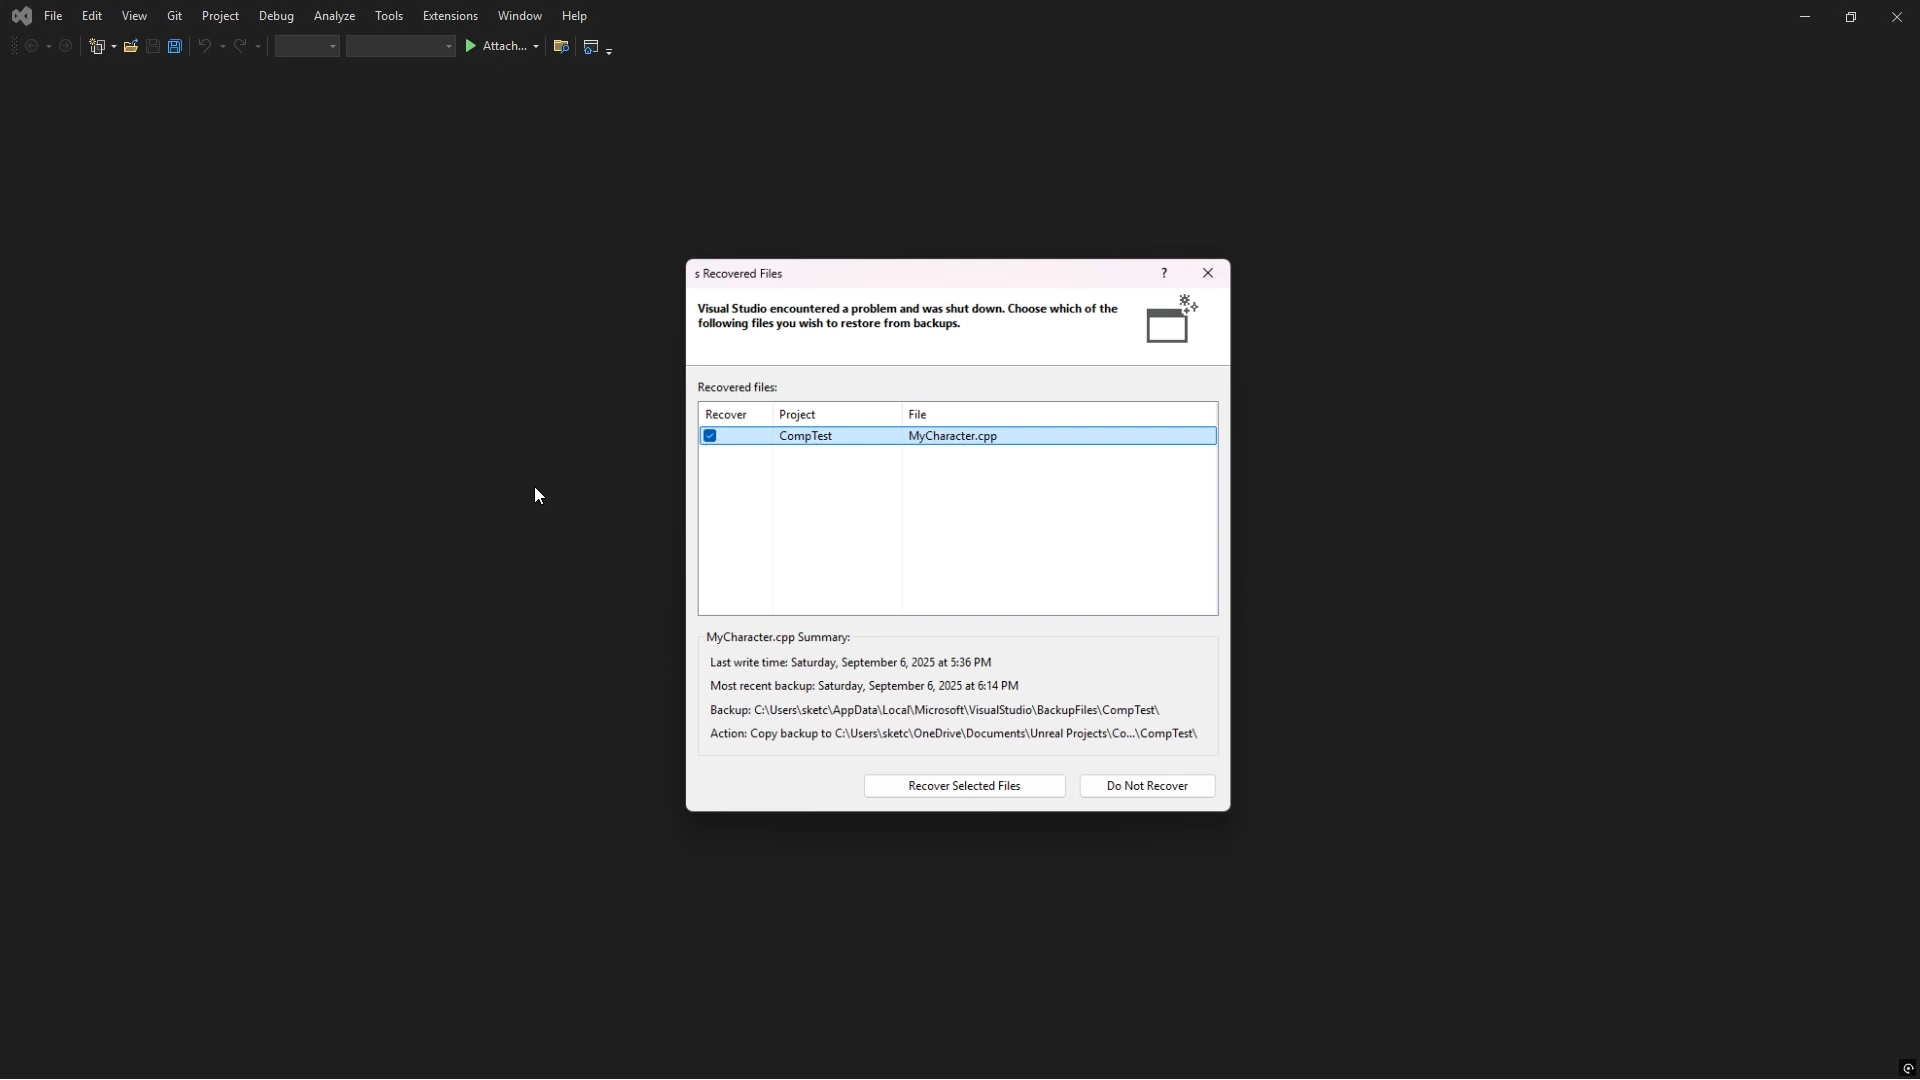 File Edit View Git Project Debug Analyze Tools Extensions Window Help
Attach...
s Recovered Files
?
Visual Studio encountered a problem and was shut down. Choose which of the
following files you wish to restore from backups.
Recovered files:
Recover Project File
CompTest MyCharacter.cpp
MyCharacter.cpp Summary:
Last write time: Saturday, September 6, 2025 at 5:36 PM
Most recent backup: Saturday, September 6, 2025 at 6:14 PM
Backup: C:\Users\sketc\AppData\Local\Microsoft\VisualStudio\BackupFiles\CompTest\
Action: Copy backup to C:\Users\sketc\OneDrive\Documents\Unreal Projects\Co...\CompTest\
Recover Selected Files Do Not Recover